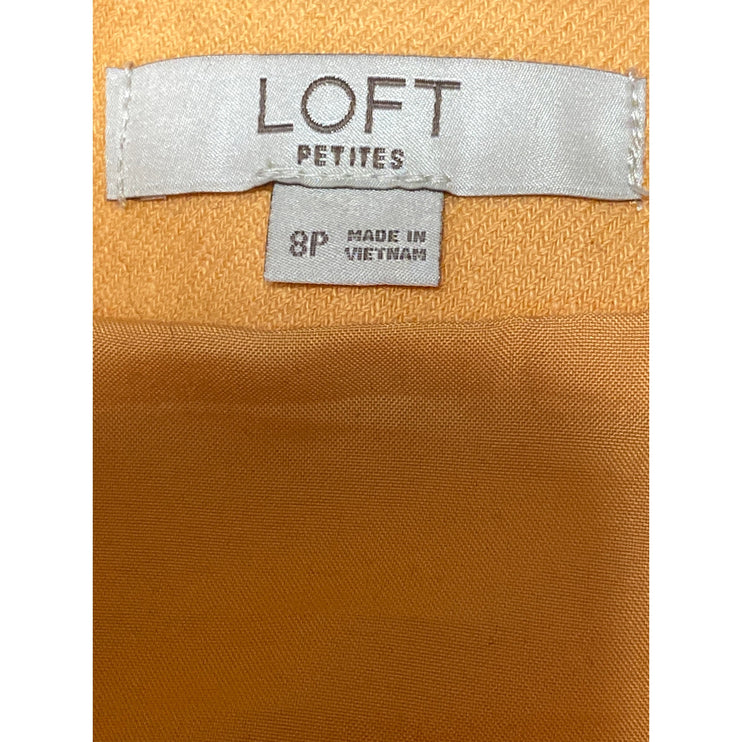 LOFT
PETITES
8P MADE IN
VIETNAM